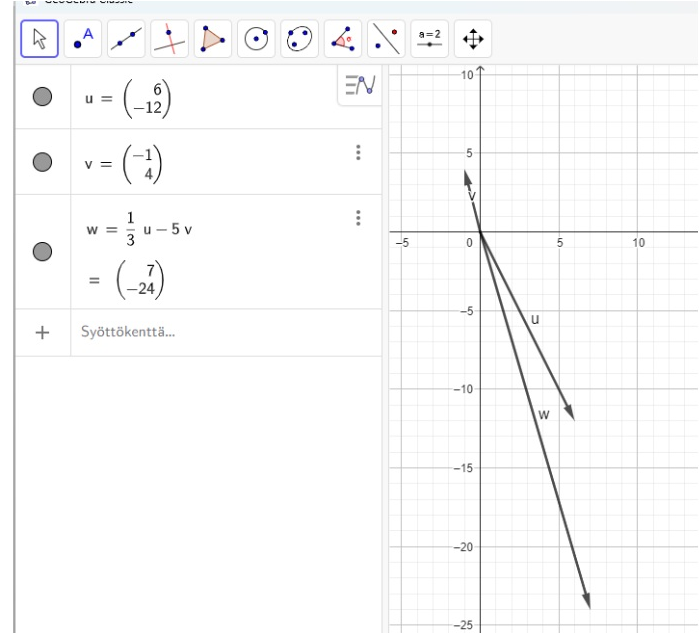 a=2
u = ( 6
-12 )
v = ( -1
4 )
w = 1/3 u − 5 v
= ( 7
-24 )
+ Syöttökenttä...
10
5
-5 0 5 10
-5
-10
-15
-20
-25
v
u
w
A
α